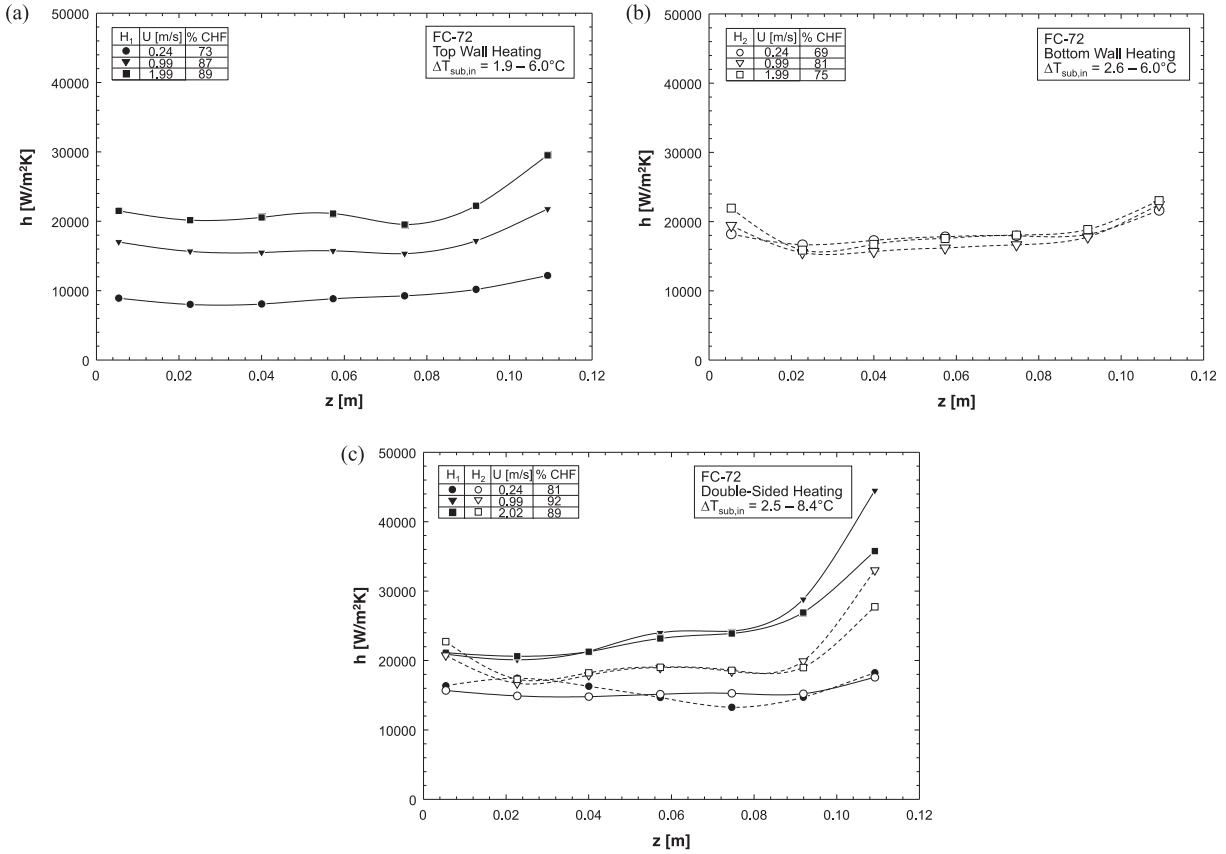 (a)
H₁ U [m/s] % CHF
● 0.24 73
▼ 0.99 87
■ 1.99 89
FC-72
Top Wall Heating
ΔTsub,in = 1.9 – 6.0°C
50000
40000
30000
20000
10000
0
h [W/m²K]
0 0.02 0.04 0.06 0.08 0.10 0.12
z [m]
(b)
H₂ U [m/s] % CHF
○ 0.24 69
▽ 0.99 81
□ 1.99 75
FC-72
Bottom Wall Heating
ΔTsub,in = 2.6 – 6.0°C
50000
40000
30000
20000
10000
0
h [W/m²K]
0 0.02 0.04 0.06 0.08 0.10 0.12
z [m]
(c)
H₁ H₂ U [m/s] % CHF
● ○ 0.24 81
▼ ▽ 0.99 92
■ □ 2.02 89
FC-72
Double-Sided Heating
ΔTsub,in = 2.5 – 8.4°C
50000
40000
30000
20000
10000
0
h [W/m²K]
0 0.02 0.04 0.06 0.08 0.10 0.12
z [m]